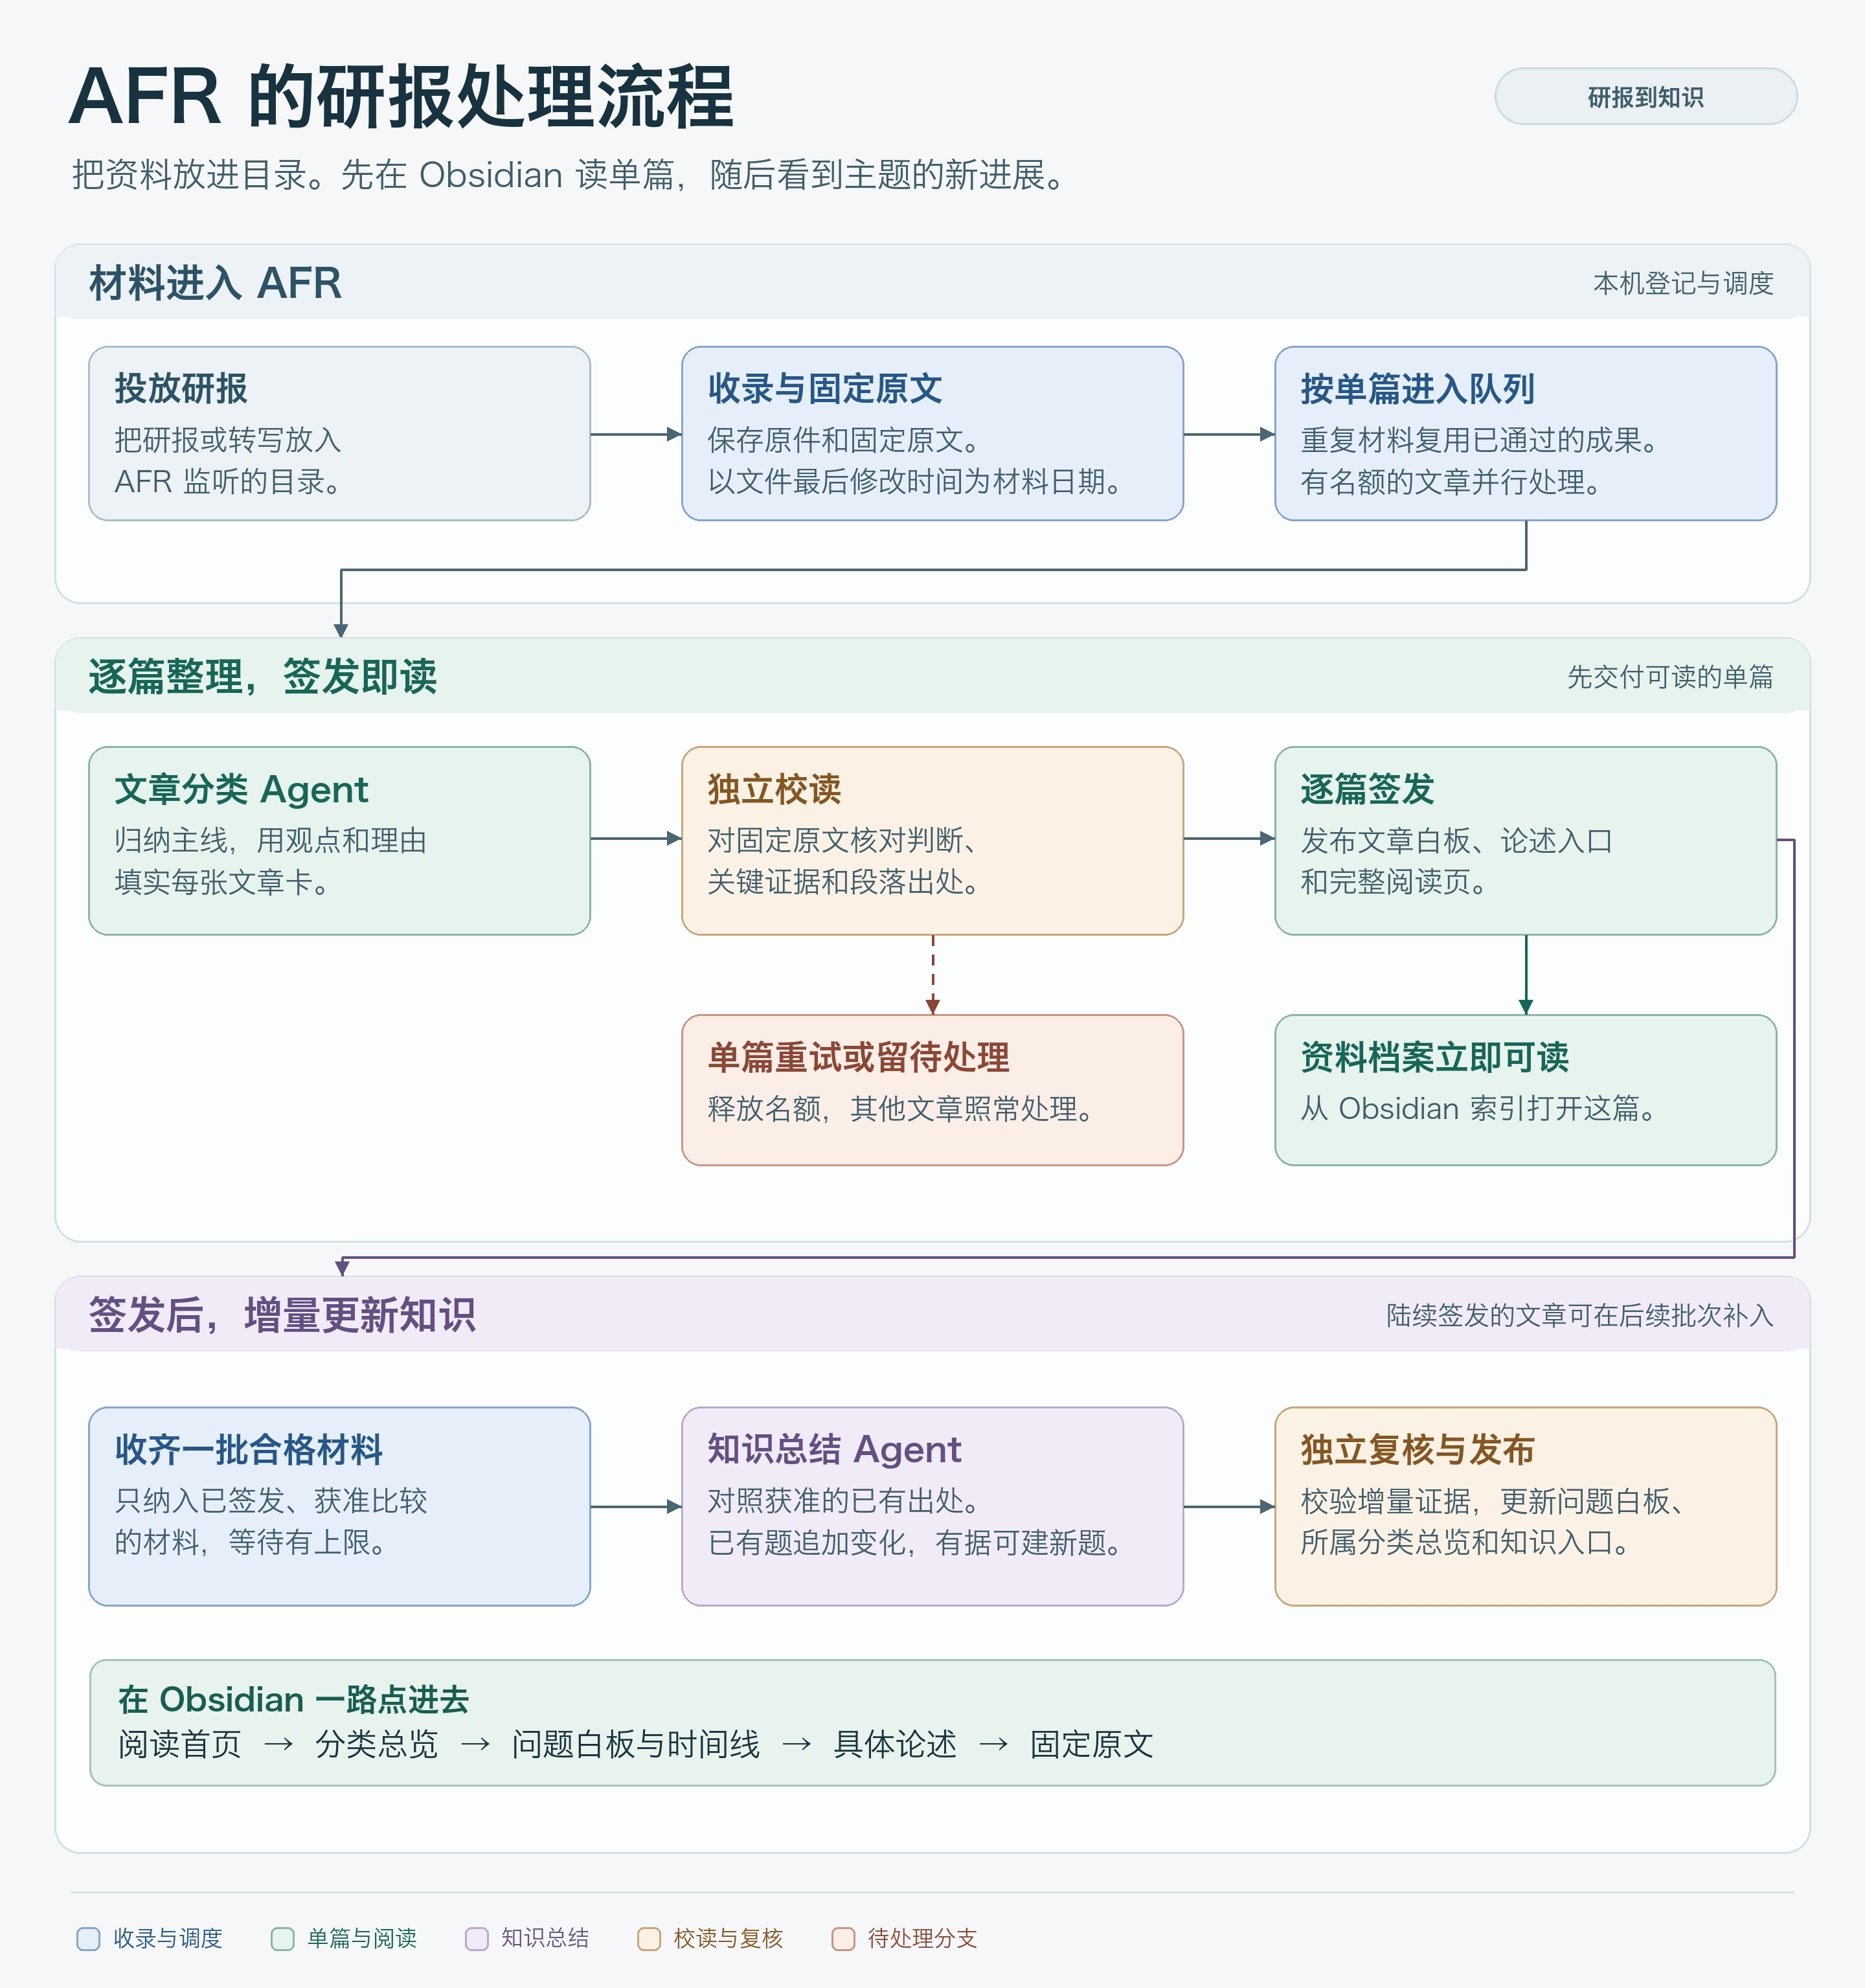 AFR 的研报处理流程
研报到知识
把资料放进目录。先在 Obsidian 读单篇，随后看到主题的新进展。
材料进入 AFR
本机登记与调度
投放研报
把研报或转写放入
AFR 监听的目录。
收录与固定原文
保存原件和固定原文。
以文件最后修改时间为材料日期。
按单篇进入队列
重复材料复用已通过的成果。
有名额的文章并行处理。
逐篇整理，签发即读
先交付可读的单篇
文章分类 Agent
归纳主线，用观点和理由
填实每张文章卡。
独立校读
对固定原文核对判断、
关键证据和段落出处。
逐篇签发
发布文章白板、论述入口
和完整阅读页。
单篇重试或留待处理
释放名额，其他文章照常处理。
资料档案立即可读
从 Obsidian 索引打开这篇。
签发后，增量更新知识
陆续签发的文章可在后续批次补入
收齐一批合格材料
只纳入已签发、获准比较
的材料，等待有上限。
知识总结 Agent
对照获准的已有出处。
已有题追加变化，有据可建新题。
独立复核与发布
校验增量证据，更新问题白板、
所属分类总览和知识入口。
在 Obsidian 一路点进去
阅读首页 → 分类总览 → 问题白板与时间线 → 具体论述 → 固定原文
收录与调度
单篇与阅读
知识总结
校读与复核
待处理分支